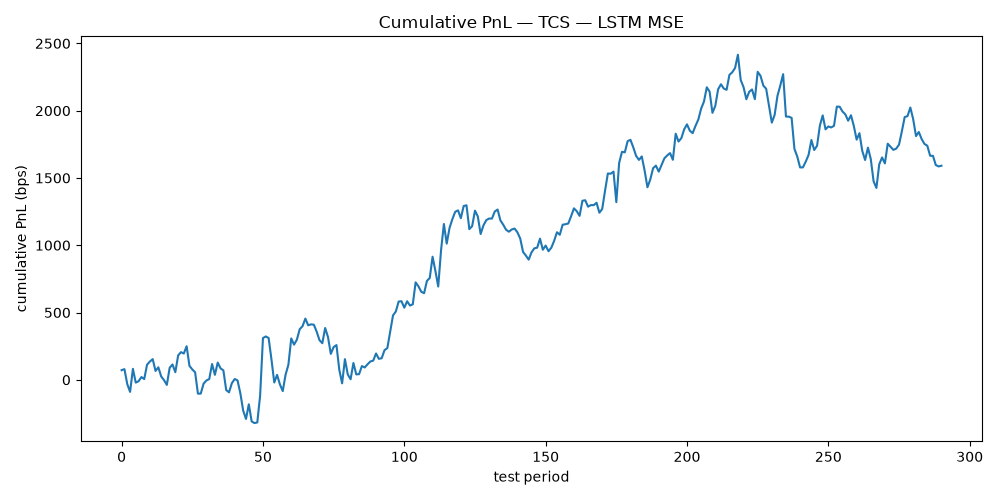 Cumulative PnL — TCS — LSTM MSE
cumulative PnL (bps)
2500
2000
1500
1000
500
0
0 50 100 150 200 250 300
test period